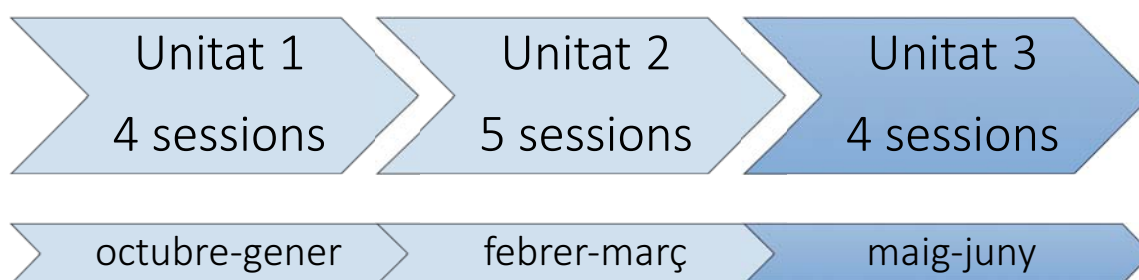 Unitat 1
4 sessions
Unitat 2
5 sessions
Unitat 3
4 sessions
octubre-gener
febrer-març
maig-juny